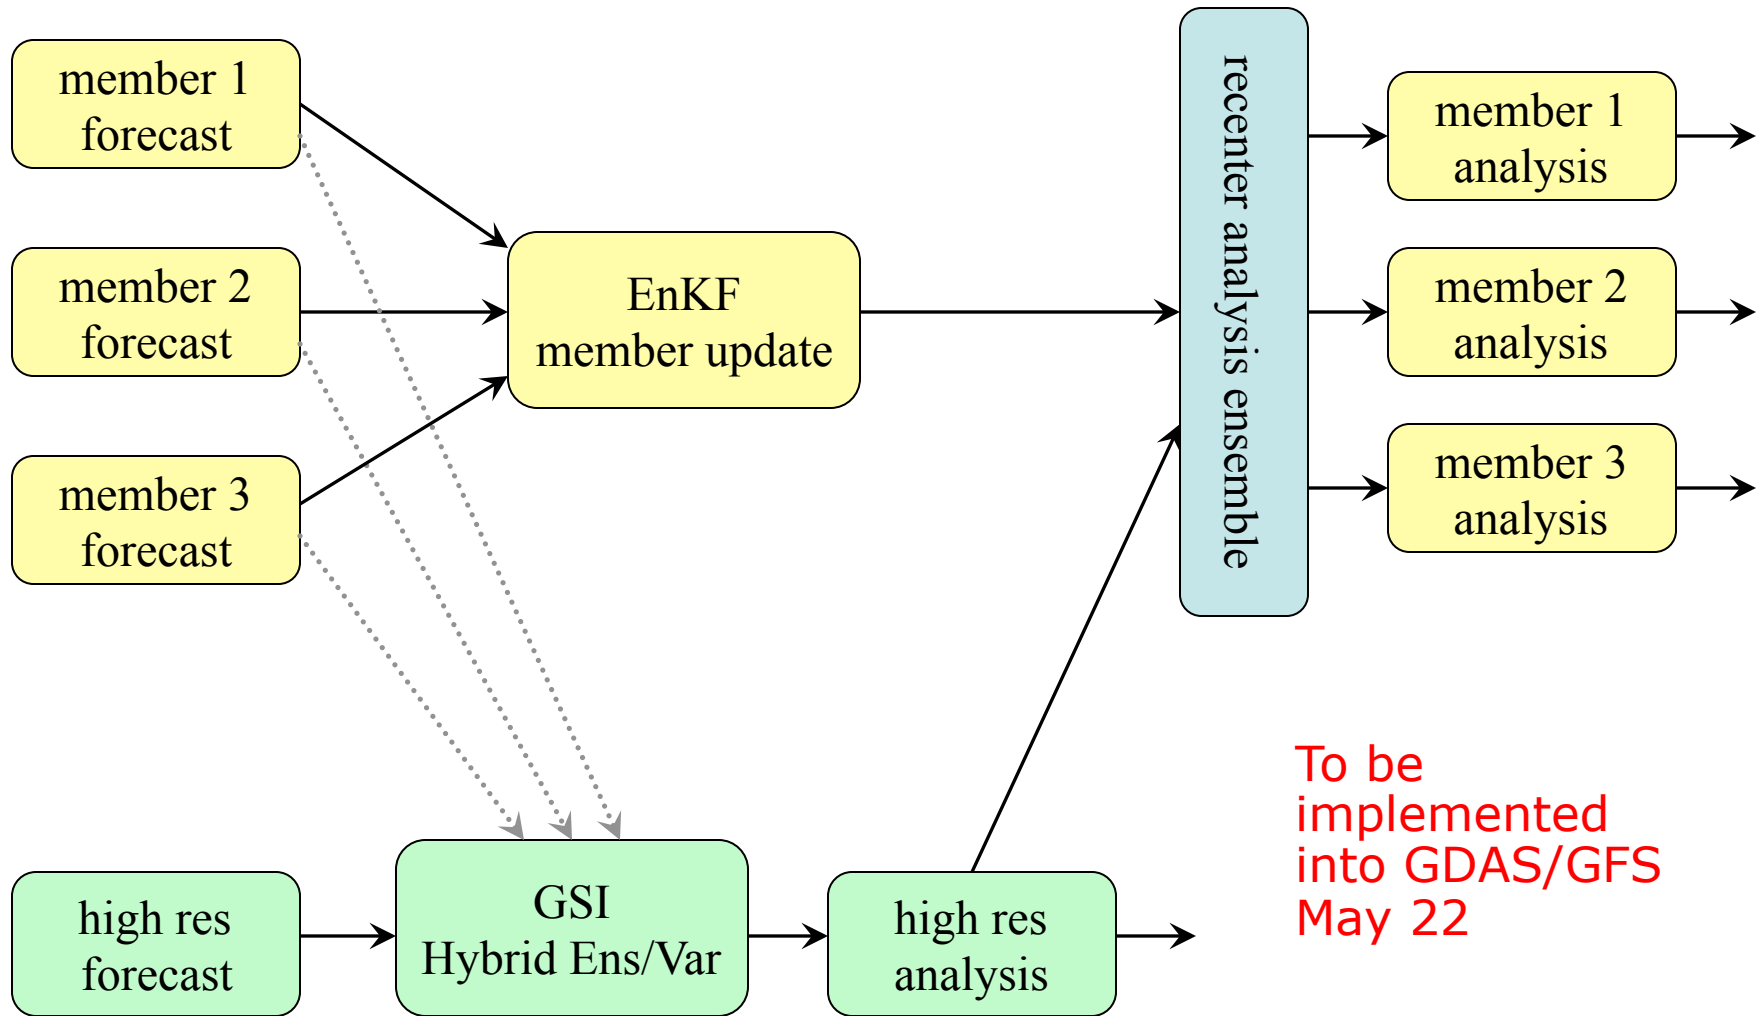 member 1
forecast
member 2
forecast
member 3
forecast
EnKF
member update
recenter analysis ensemble
member 1
analysis
member 2
analysis
member 3
analysis
high res
forecast
GSI
Hybrid Ens/Var
high res
analysis
To be
implemented
into GDAS/GFS
May 22